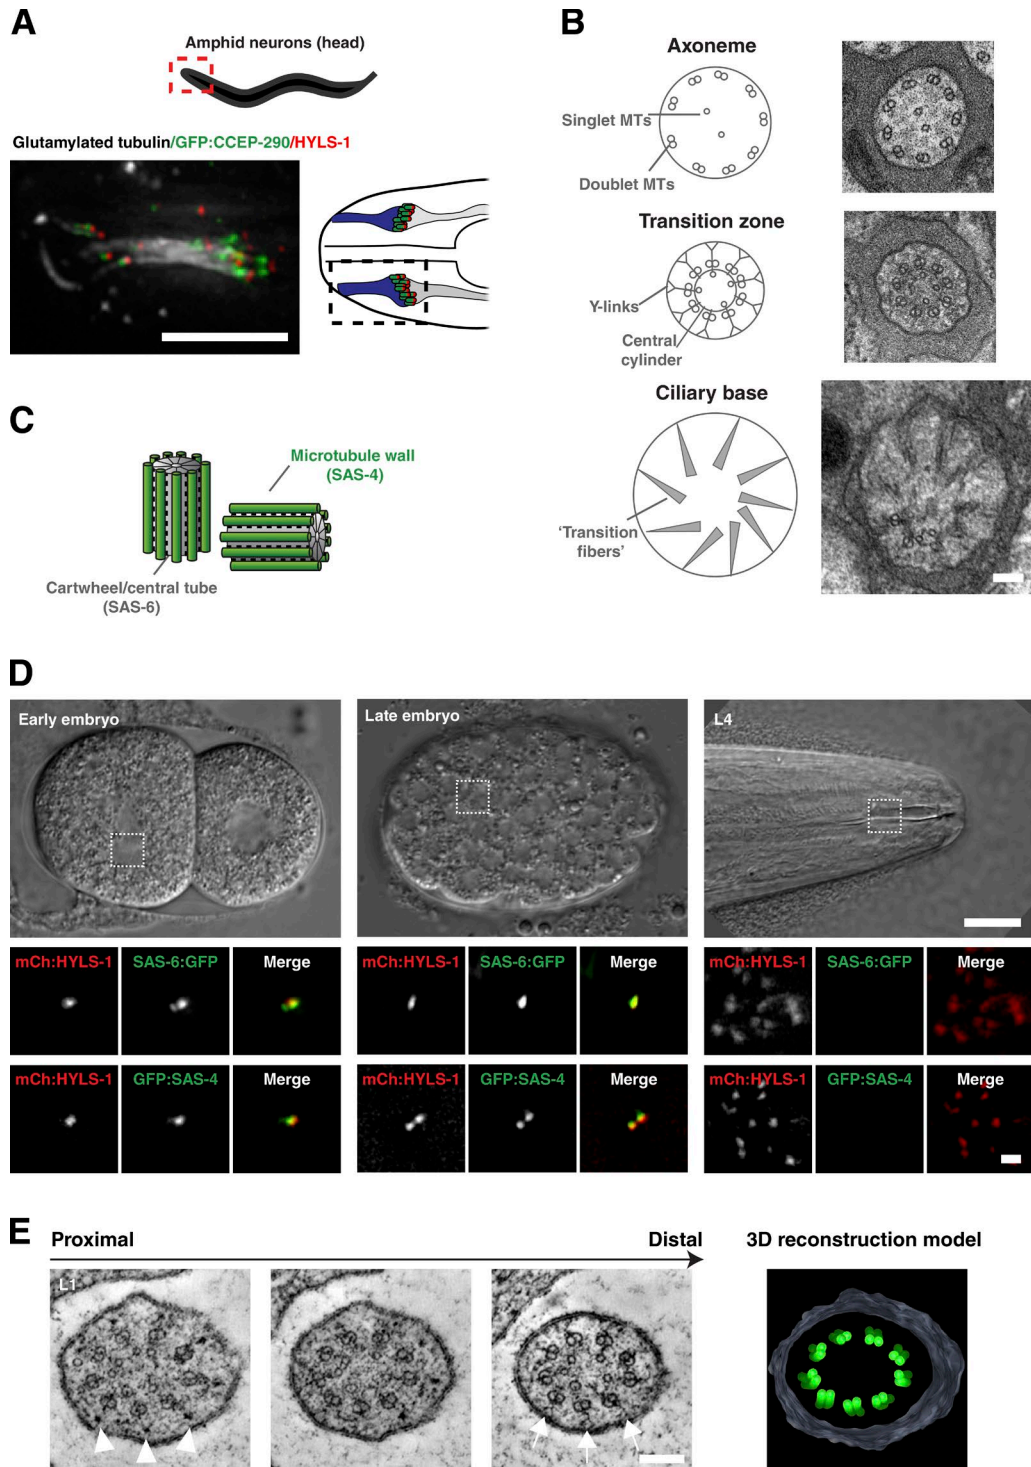 A
Amphid neurons (head)
Glutamylated tubulin/GFP:CCEP-290/HYLS-1
B
Axoneme
Singlet MTs
Doublet MTs
Transition zone
Y-links
Central
cylinder
Ciliary base
'Transition
fibers'
C
Microtubule wall
(SAS-4)
Cartwheel/central tube
(SAS-6)
D
Early embryo
Late embryo
L4
mCh:HYLS-1 SAS-6:GFP Merge
mCh:HYLS-1 SAS-6:GFP Merge
mCh:HYLS-1 SAS-6:GFP Merge
mCh:HYLS-1 GFP:SAS-4 Merge
mCh:HYLS-1 GFP:SAS-4 Merge
mCh:HYLS-1 GFP:SAS-4 Merge
E
Proximal
Distal
3D reconstruction model
L1